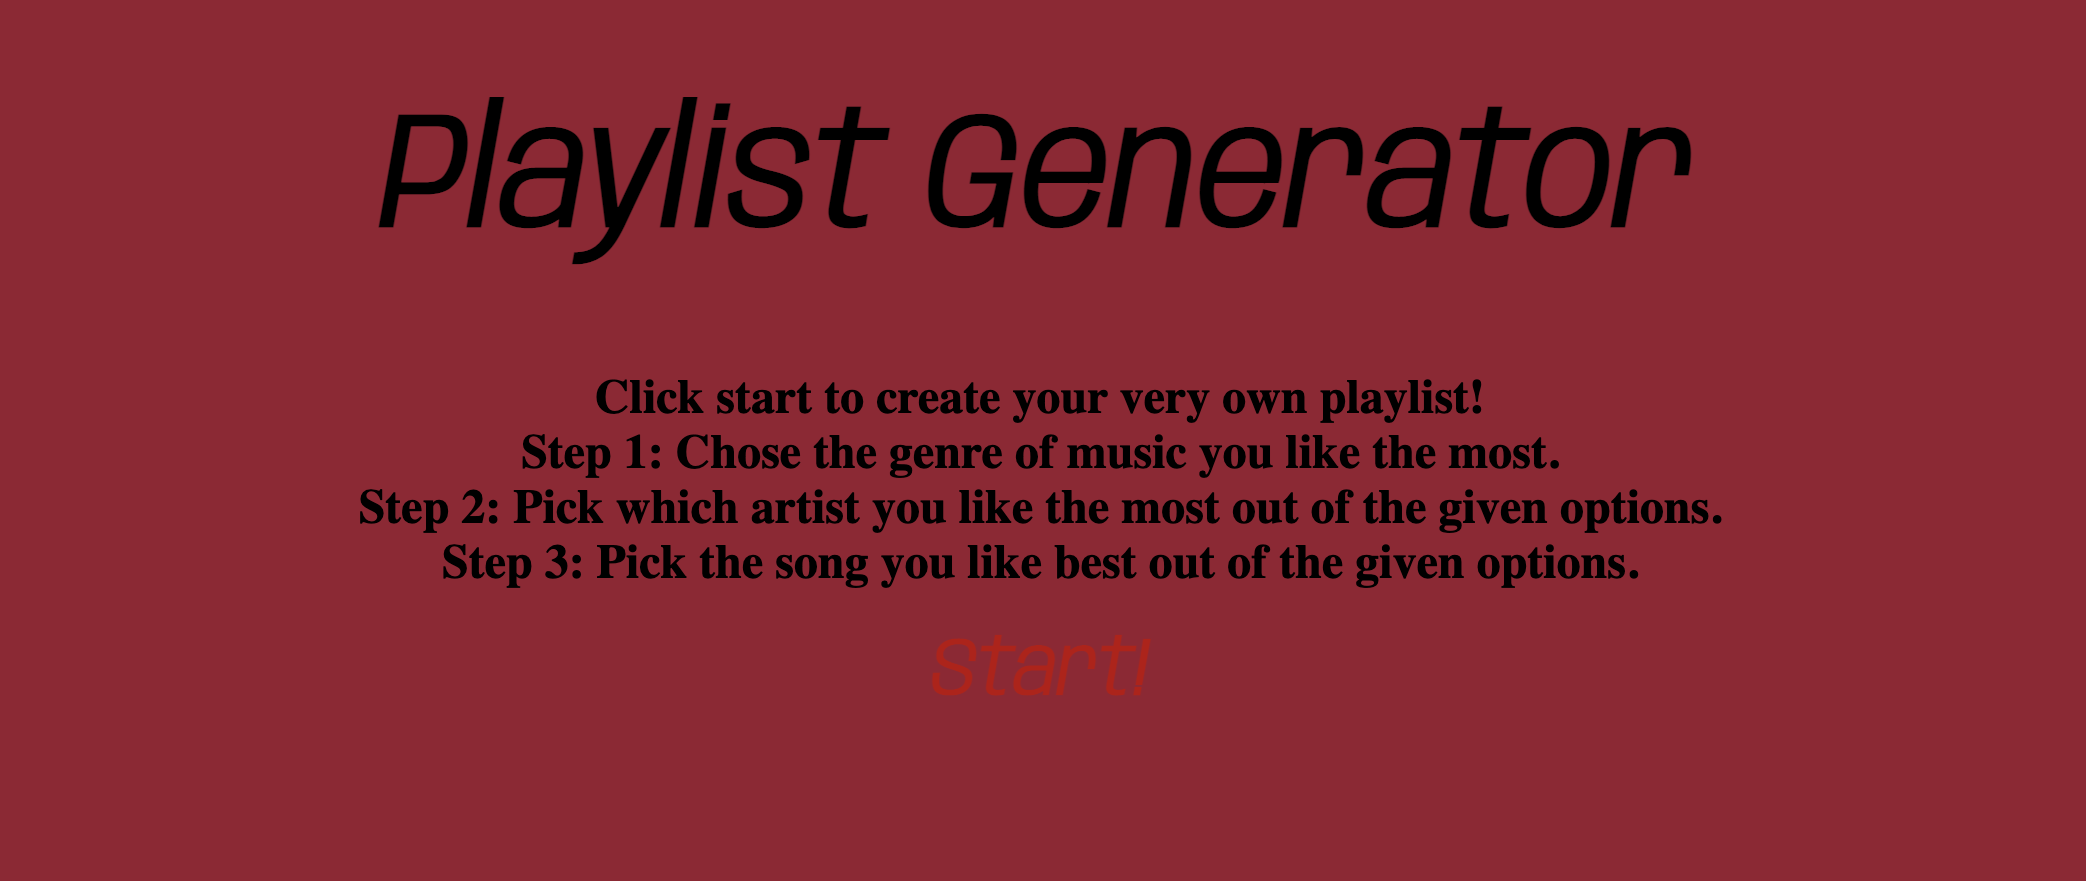 Playlist Generator
Click start to create your very own playlist!
Step 1: Chose the genre of music you like the most.
Step 2: Pick which artist you like the most out of the given options.
Step 3: Pick the song you like best out of the given options.
Start!